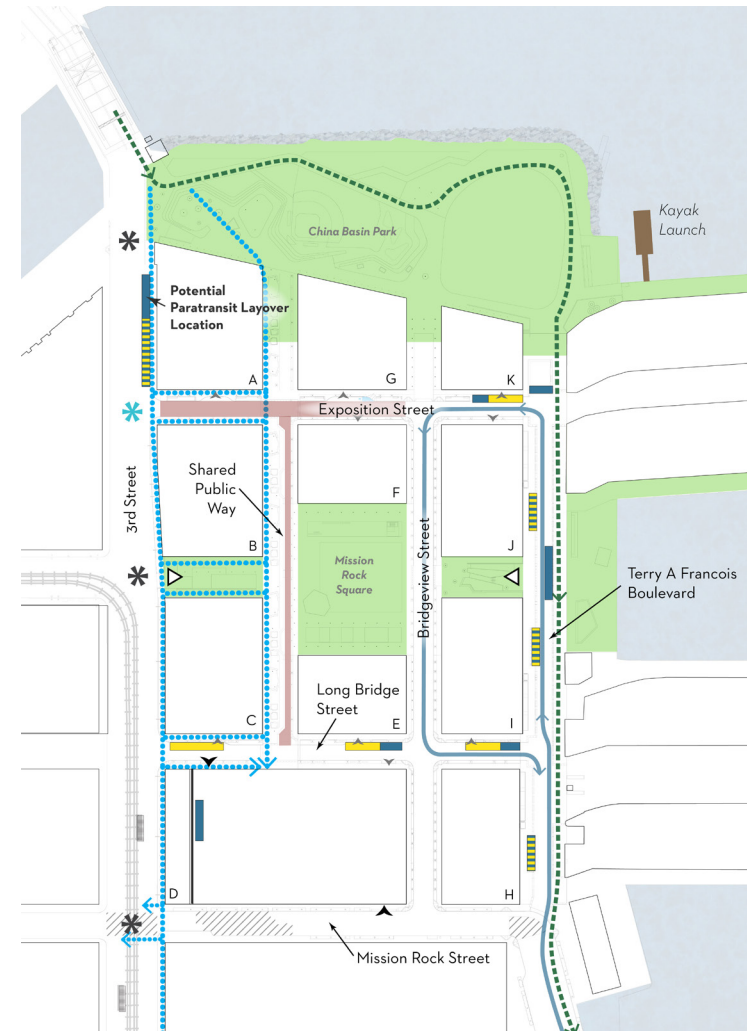 Kayak
Launch
China Basin Park
Potential
Paratransit Layover
Location
A
G
K
Exposition Street
3rd Street
Shared
Public
Way
F
B
J
Mission
Rock
Square
Bridgeview Street
Terry A Francois
Boulevard
Long Bridge
Street
C
E
I
D
H
Mission Rock Street